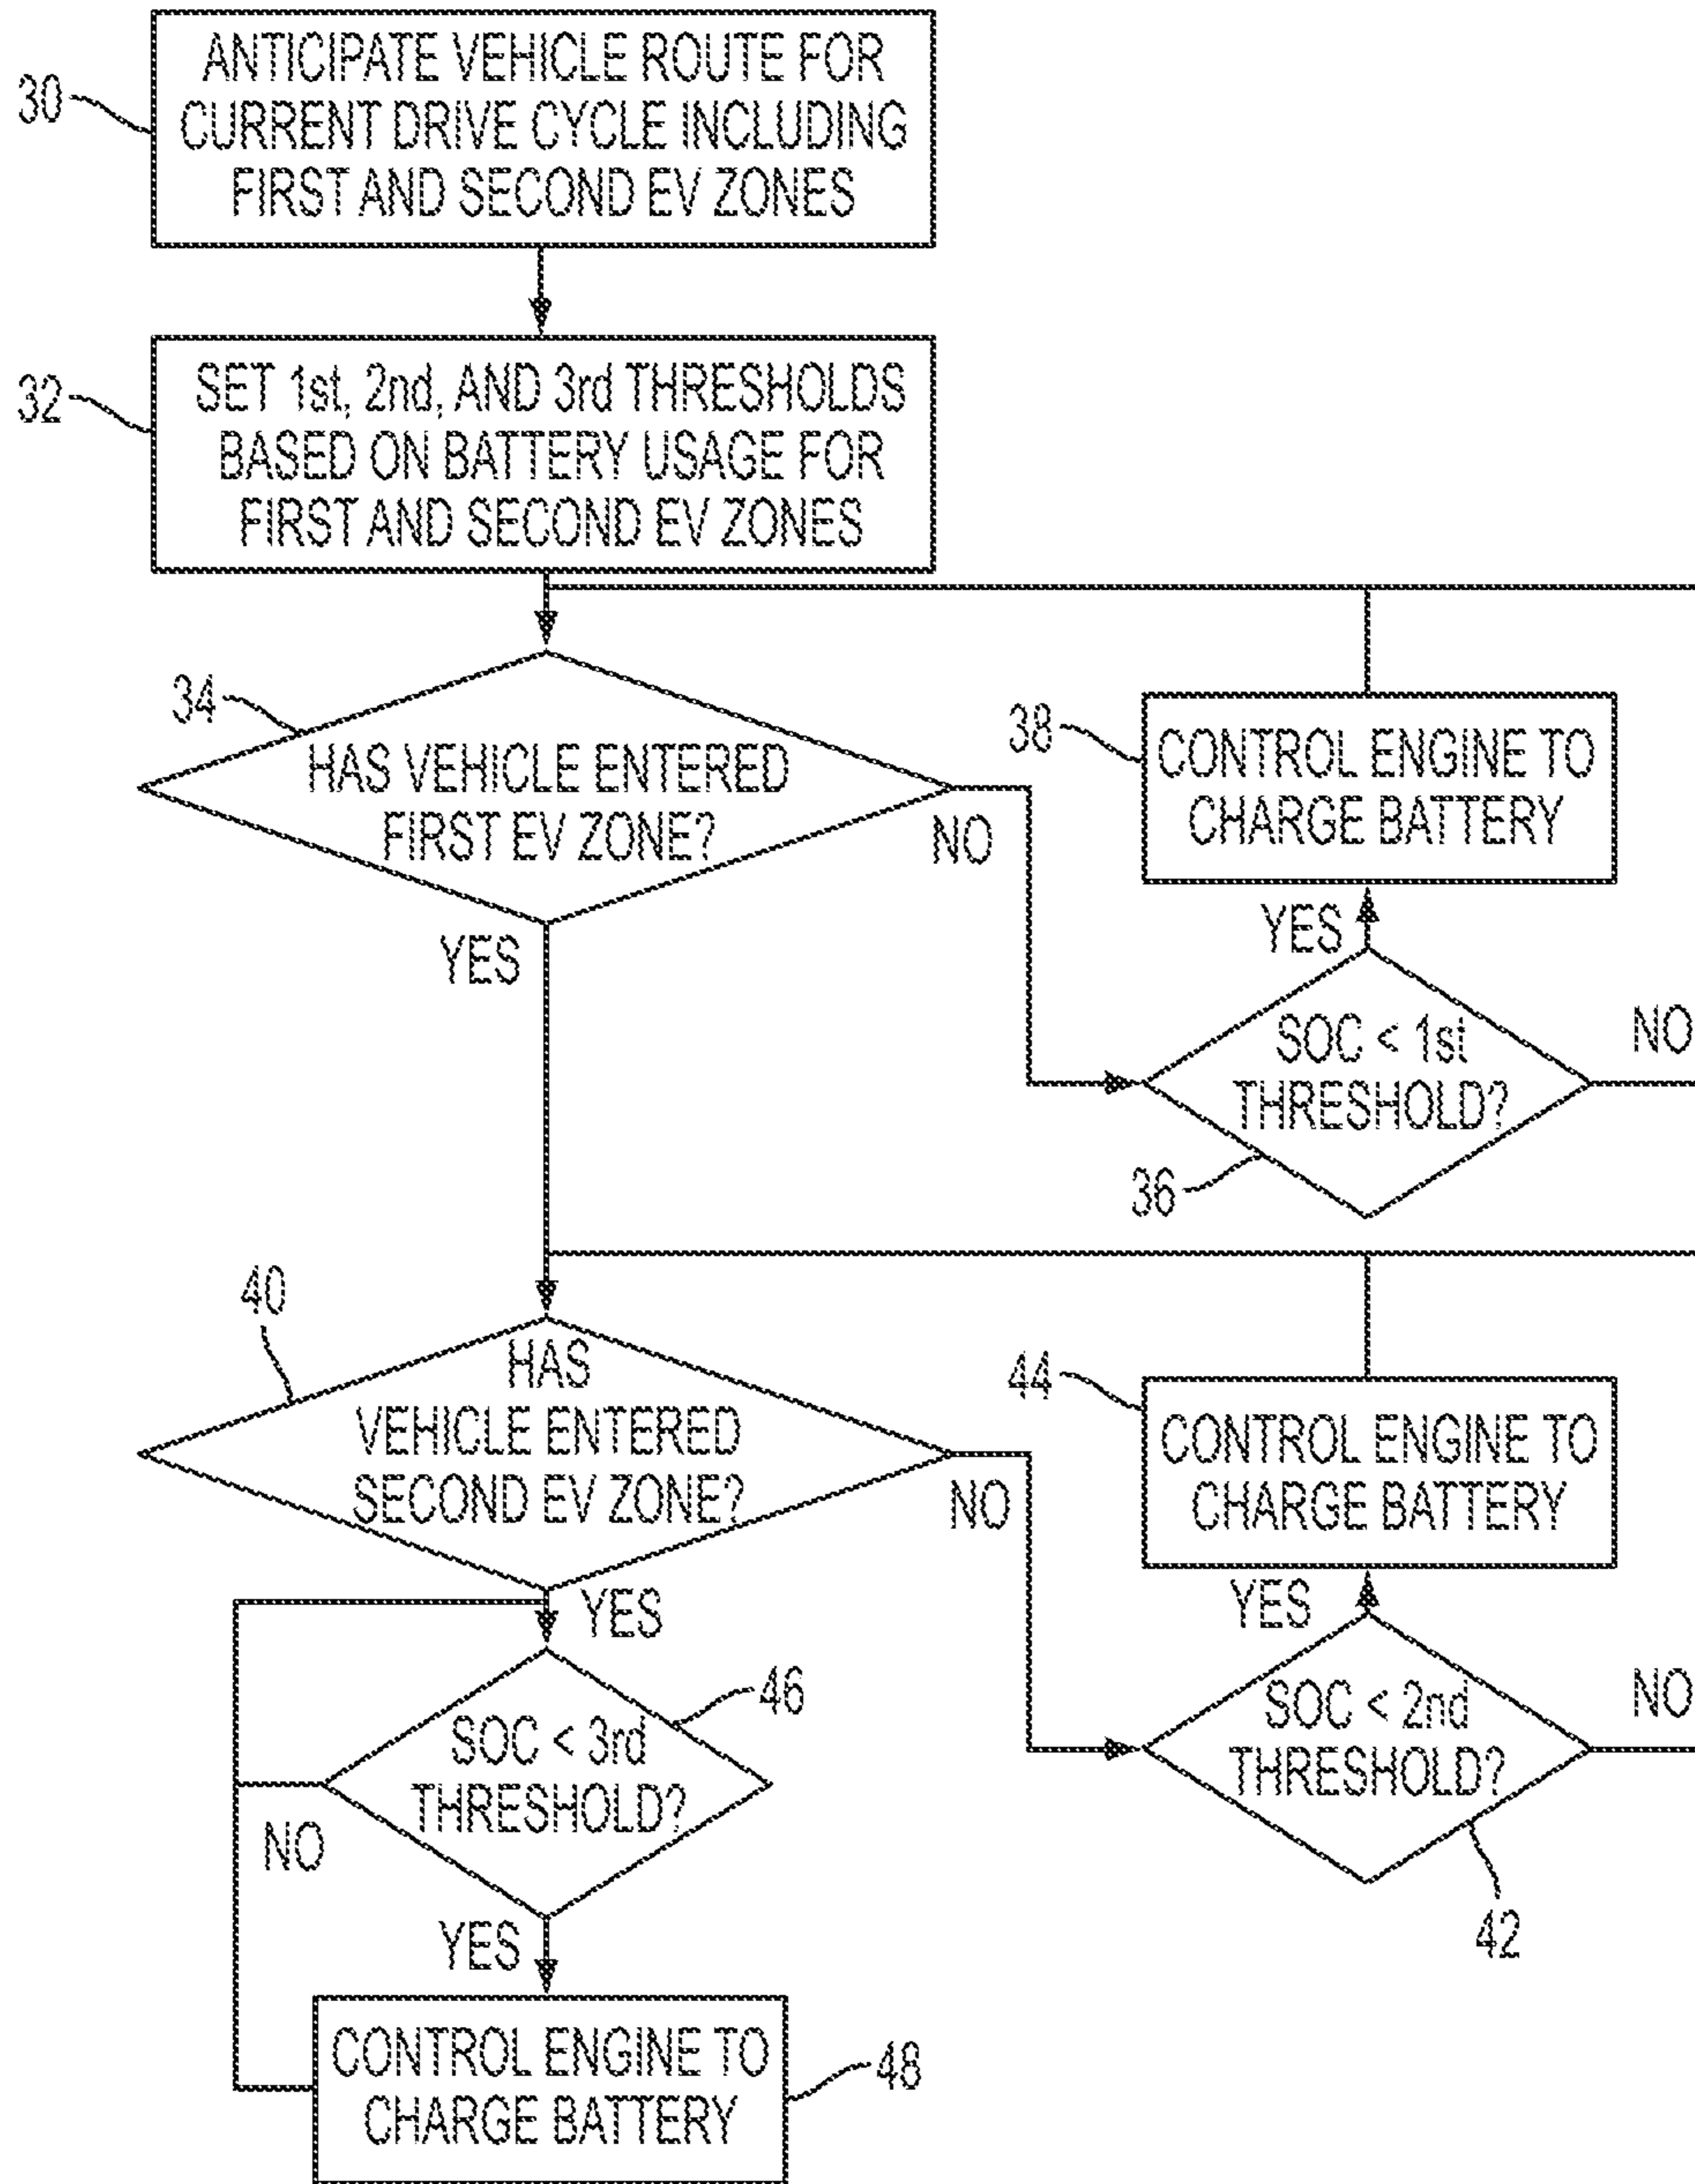 30
ANTICIPATE VEHICLE ROUTE FOR
CURRENT DRIVE CYCLE INCLUDING
FIRST AND SECOND EV ZONES
32
SET 1st, 2nd, AND 3rd THRESHOLDS
BASED ON BATTERY USAGE FOR
FIRST AND SECOND EV ZONES
34
HAS VEHICLE ENTERED
FIRST EV ZONE?
NO
YES
38
CONTROL ENGINE TO
CHARGE BATTERY
YES
SOC < 1st
THRESHOLD?
NO
36
40
HAS
VEHICLE ENTERED
SECOND EV ZONE?
NO
YES
44
CONTROL ENGINE TO
CHARGE BATTERY
YES
SOC < 2nd
THRESHOLD?
NO
42
46
SOC < 3rd
THRESHOLD?
NO
YES
CONTROL ENGINE TO
CHARGE BATTERY
48